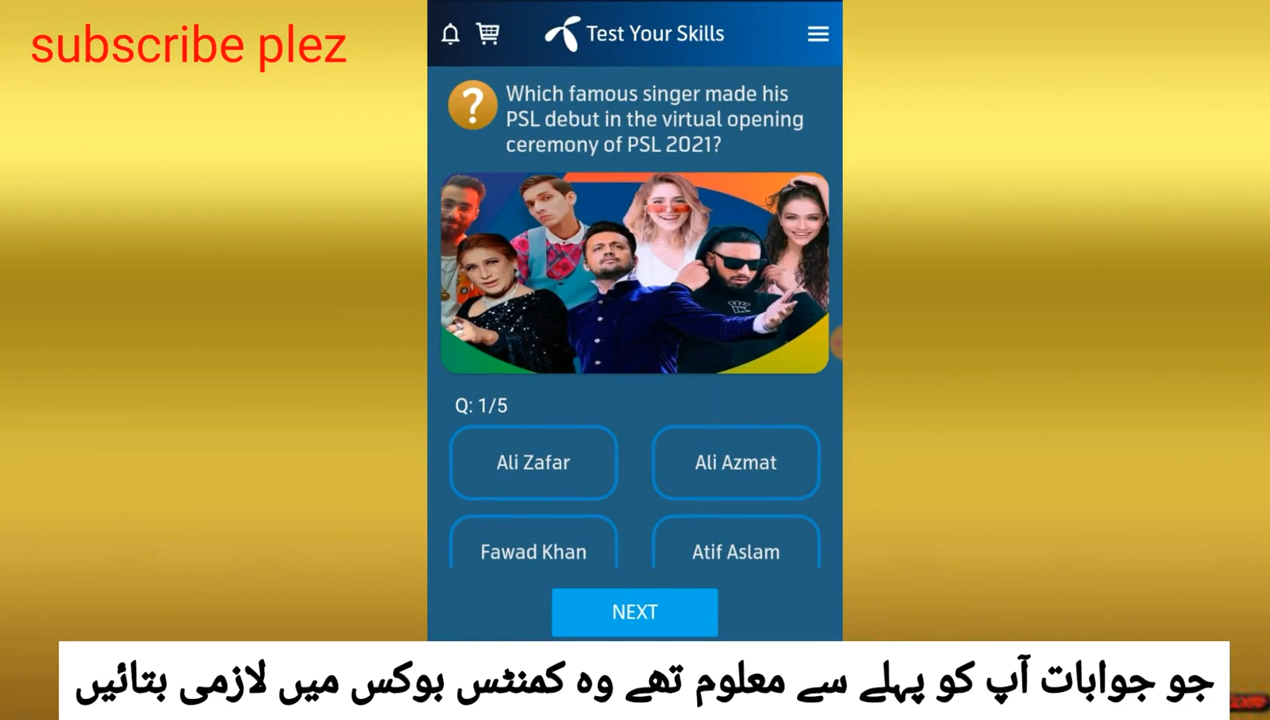 subscribe plez
Test Your Skills
Which famous singer made his
PSL debut in the virtual opening
ceremony of PSL 2021?
Q: 1/5
Ali Zafar
Ali Azmat
Fawad Khan
Atif Aslam
NEXT
جو جوابات آپ کو پہلے سے معلوم تھے وہ کمنٹس بوکس میں لازمی بتائیں